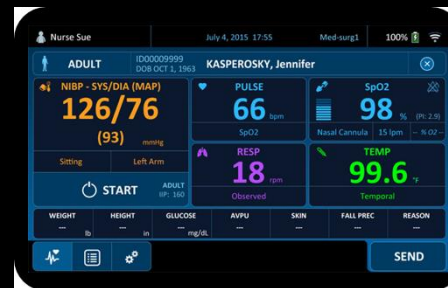 Nurse Sue July 4, 2015 17:55 Med-surg1 100%
ADULT ID00009999 DOB OCT 1, 1963 KASPEROSKY, Jennifer
NIBP - SYS/DIA (MAP)
126/76
(93) mmHg
Sitting Left Arm
START ADULT IIP: 160
PULSE
66 bpm
SpO2
SpO2
98 % (PI: 2.9)
Nasal Cannula 15 lpm -- % O2 --
RESP
18 rpm
Observed
TEMP
99.6 °F
Temporal
WEIGHT HEIGHT GLUCOSE AVPU SKIN FALL PREC REASON
--- lb --- in --- mg/dL --- --- --- ---
SEND